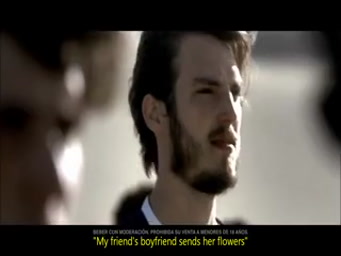 BEBER CON MODERACIÓN. PROHIBIDA SU VENTA A MENORES DE 18 AÑOS.
"My friend's boyfriend sends her flowers"